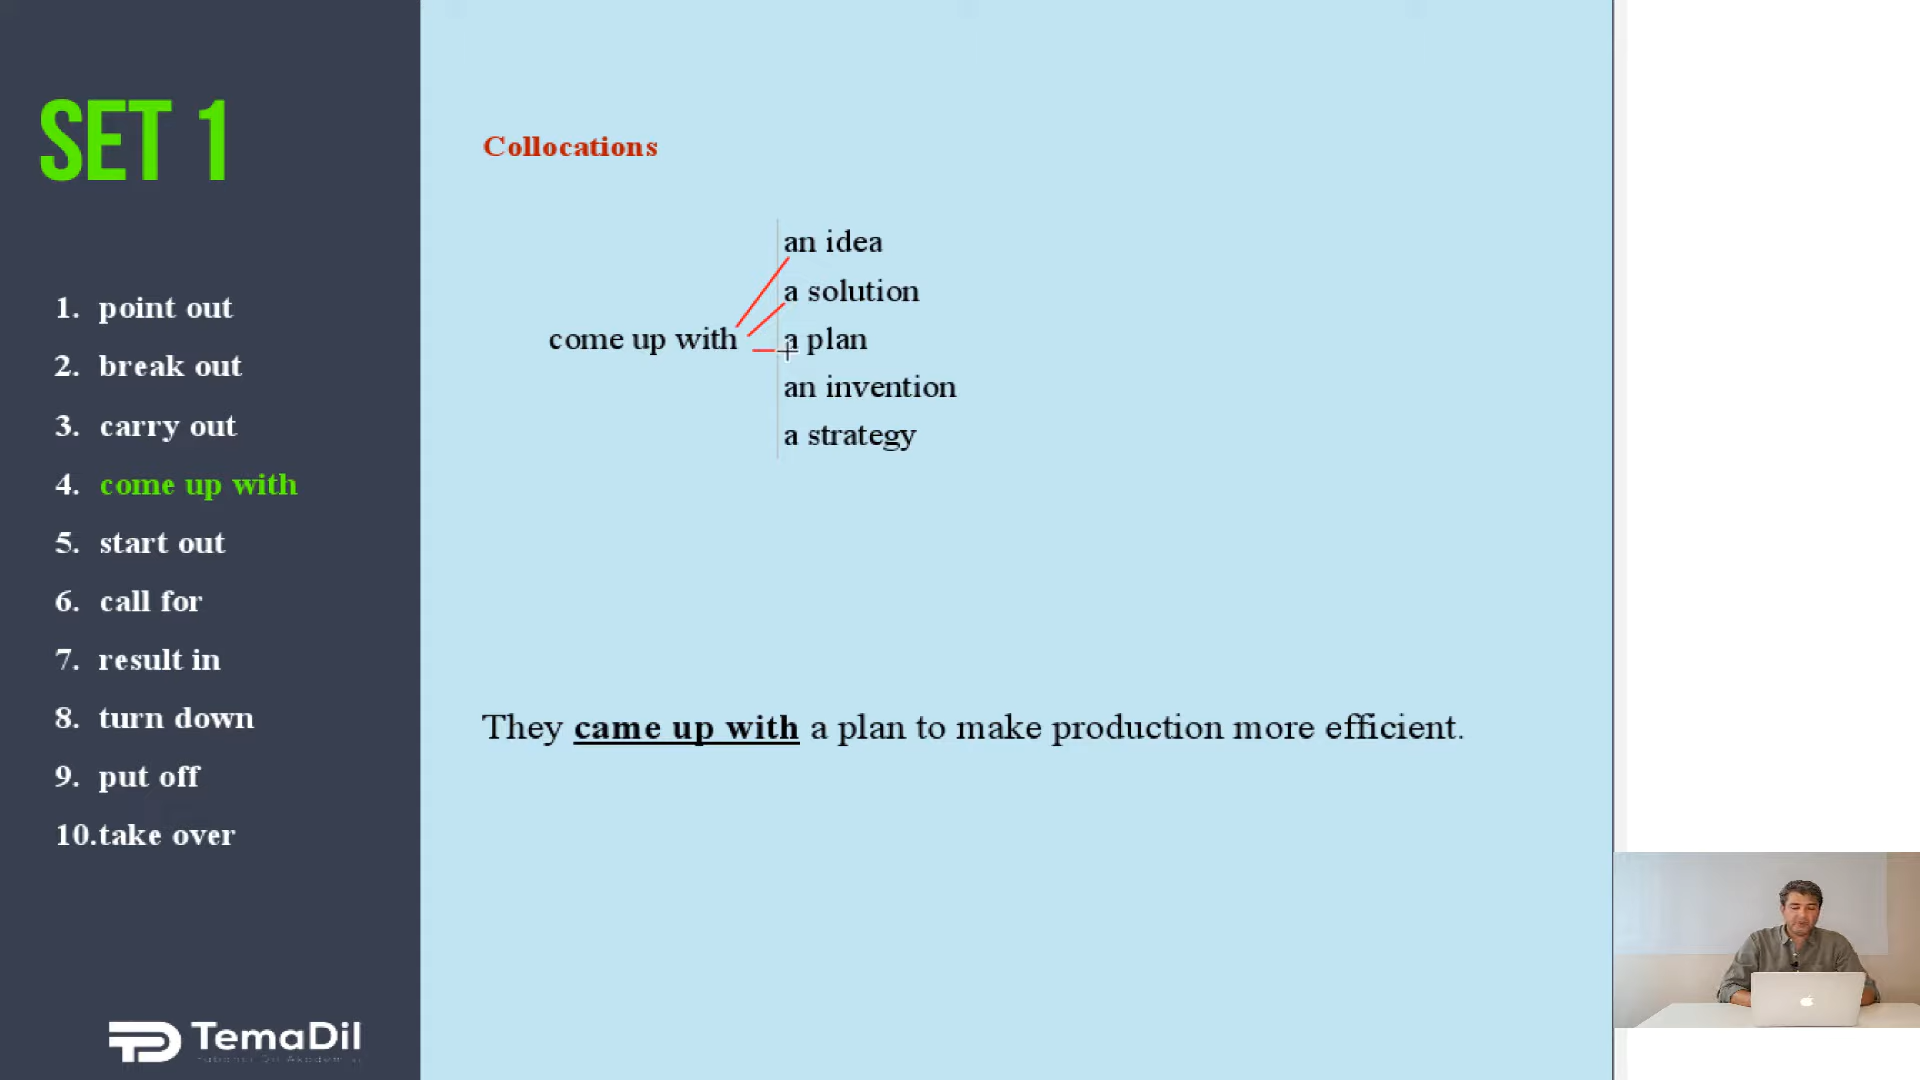 SET 1
1. point out
2. break out
3. carry out
4. come up with
5. start out
6. call for
7. result in
8. turn down
9. put off
10.take over
TemaDil
Collocations
an idea
a solution
come up with a plan
an invention
a strategy
They came up with a plan to make production more efficient.